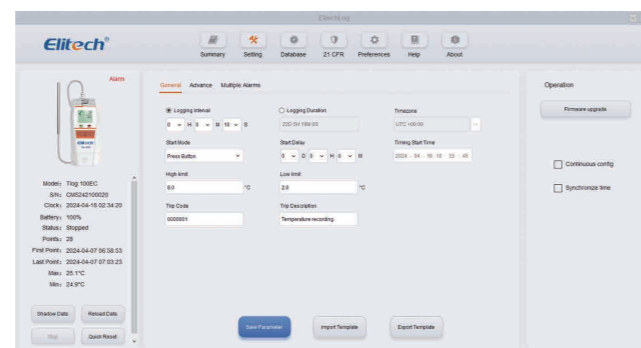 ElitechLog
Elitech®
Summary Setting Database 21 CFR Preferences Help About
Alarm
Elitech
Model: Tlog 100EC
S/N: CM5242100020
Clock: 2024-04-16 02:34:20
Battery: 100%
Status: Stopped
Points: 28
First Point: 2024-04-07 06:58:53
Last Point: 2024-04-07 07:03:23
Max: 25.1°C
Min: 24.9°C
Shadow Data Reload Data
Stop Quick Reset
General Advance Multiple Alarms
Logging Interval Logging Duration Timezone
0 H 0 M 10 S UTC +00:00
Start Mode Start Delay Timing Start Time
Press Button 0 D 0 H 0 M
High limit Low limit
8.0 °C 2.0 °C
Trip Code Trip Description
0000001 Temperature recording.
Save Parameter Import Template Export Template
Operation
Firmware upgrade
Continuous config
Synchronize time